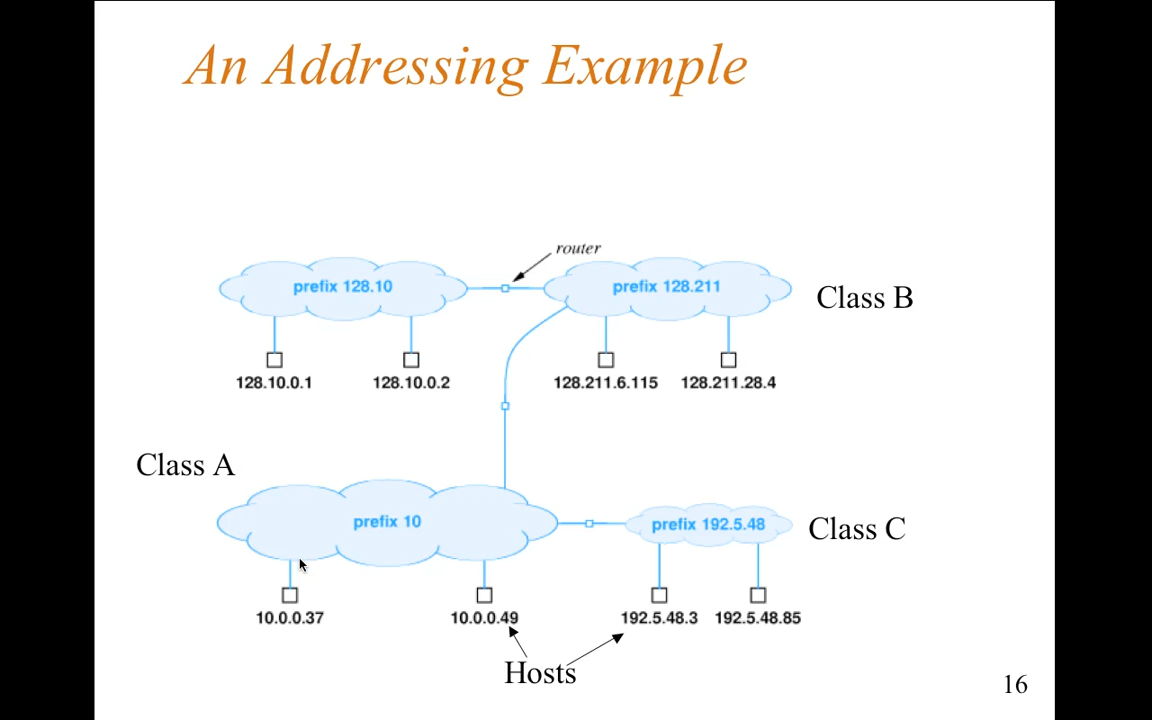 An Addressing Example
router
prefix 128.10
prefix 128.211
Class B
128.10.0.1
128.10.0.2
128.211.6.115
128.211.28.4
Class A
prefix 10
prefix 192.5.48
Class C
10.0.0.37
10.0.0.49
192.5.48.3
192.5.48.85
Hosts
16